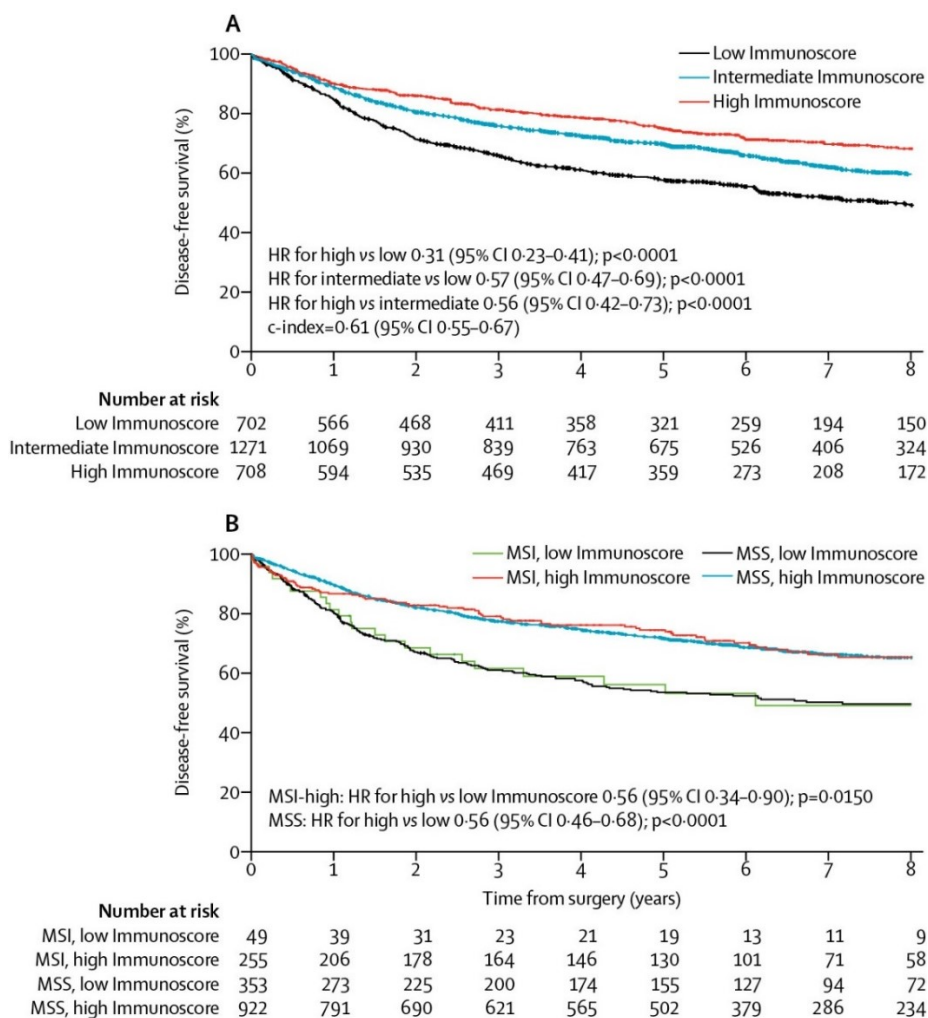 A
100
80
60
40
20
0
Disease-free survival (%)
Low Immunoscore
Intermediate Immunoscore
High Immunoscore
HR for high vs low 0·31 (95% CI 0·23–0·41); p<0·0001
HR for intermediate vs low 0·57 (95% CI 0·47–0·69); p<0·0001
HR for high vs intermediate 0·56 (95% CI 0·42–0·73); p<0·0001
c-index=0·61 (95% CI 0·55–0·67)
0 1 2 3 4 5 6 7 8
Number at risk
Low Immunoscore 702 566 468 411 358 321 259 194 150
Intermediate Immunoscore 1271 1069 930 839 763 675 526 406 324
High Immunoscore 708 594 535 469 417 359 273 208 172
B
100
80
60
40
20
0
Disease-free survival (%)
MSI, low Immunoscore MSS, low Immunoscore
MSI, high Immunoscore MSS, high Immunoscore
MSI-high: HR for high vs low Immunoscore 0·56 (95% CI 0·34–0·90); p=0·0150
MSS: HR for high vs low 0·56 (95% CI 0·46–0·68); p<0·0001
0 1 2 3 4 5 6 7 8
Time from surgery (years)
Number at risk
MSI, low Immunoscore 49 39 31 23 21 19 13 11 9
MSI, high Immunoscore 255 206 178 164 146 130 101 71 58
MSS, low Immunoscore 353 273 225 200 174 155 127 94 72
MSS, high Immunoscore 922 791 690 621 565 502 379 286 234